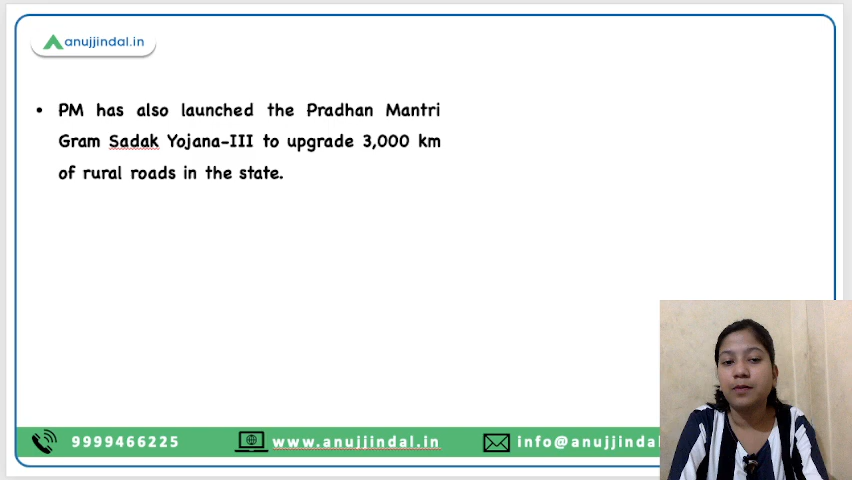 anujjindal.in
• PM has also launched the Pradhan Mantri
Gram Sadak Yojana-III to upgrade 3,000 km
of rural roads in the state.
9999466225 www.anujjindal.in info@anujjindal